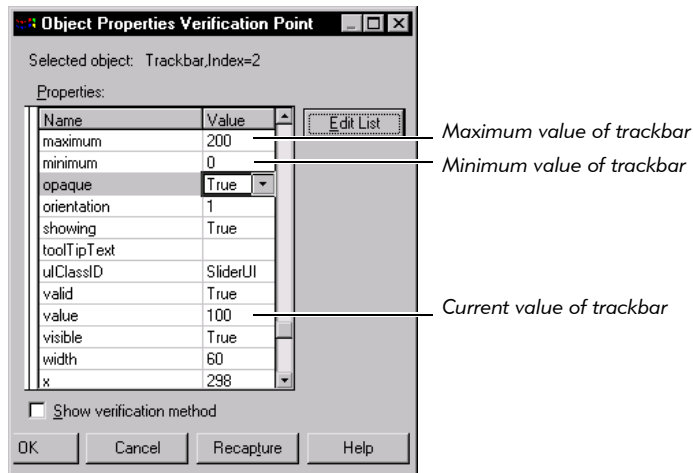 Object Properties Verification Point
Selected object: Trackbar,Index=2
Properties:
Name Value
maximum 200
minimum 0
opaque True
orientation 1
showing True
toolTipText
uIClassID SliderUI
valid True
value 100
visible True
width 60
x 298
Edit List
Maximum value of trackbar
Minimum value of trackbar
Current value of trackbar
Show verification method
OK Cancel Recapture Help